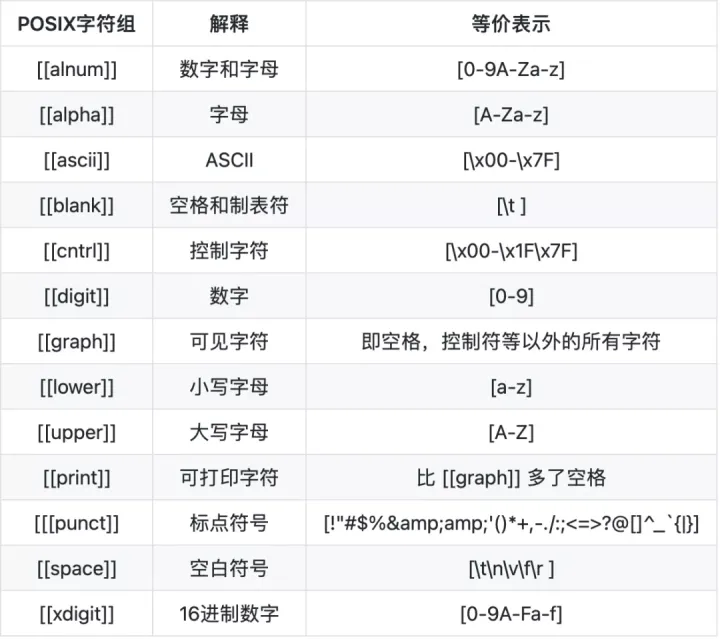 POSIX字符组 解释 等价表示
[[alnum]] 数字和字母 [0-9A-Za-z]
[[alpha]] 字母 [A-Za-z]
[[ascii]] ASCII [\x00-\x7F]
[[blank]] 空格和制表符 [\t ]
[[cntrl]] 控制字符 [\x00-\x1F\x7F]
[[digit]] 数字 [0-9]
[[graph]] 可见字符 即空格，控制符等以外的所有字符
[[lower]] 小写字母 [a-z]
[[upper]] 大写字母 [A-Z]
[[print]] 可打印字符 比 [[graph]] 多了空格
[[[punct]] 标点符号 [!"#$%&amp;amp;'()*+,-./:;<=>?@[]^_`{|}]
[[space]] 空白符号 [\t\n\v\f\r ]
[[xdigit]] 16进制数字 [0-9A-Fa-f]